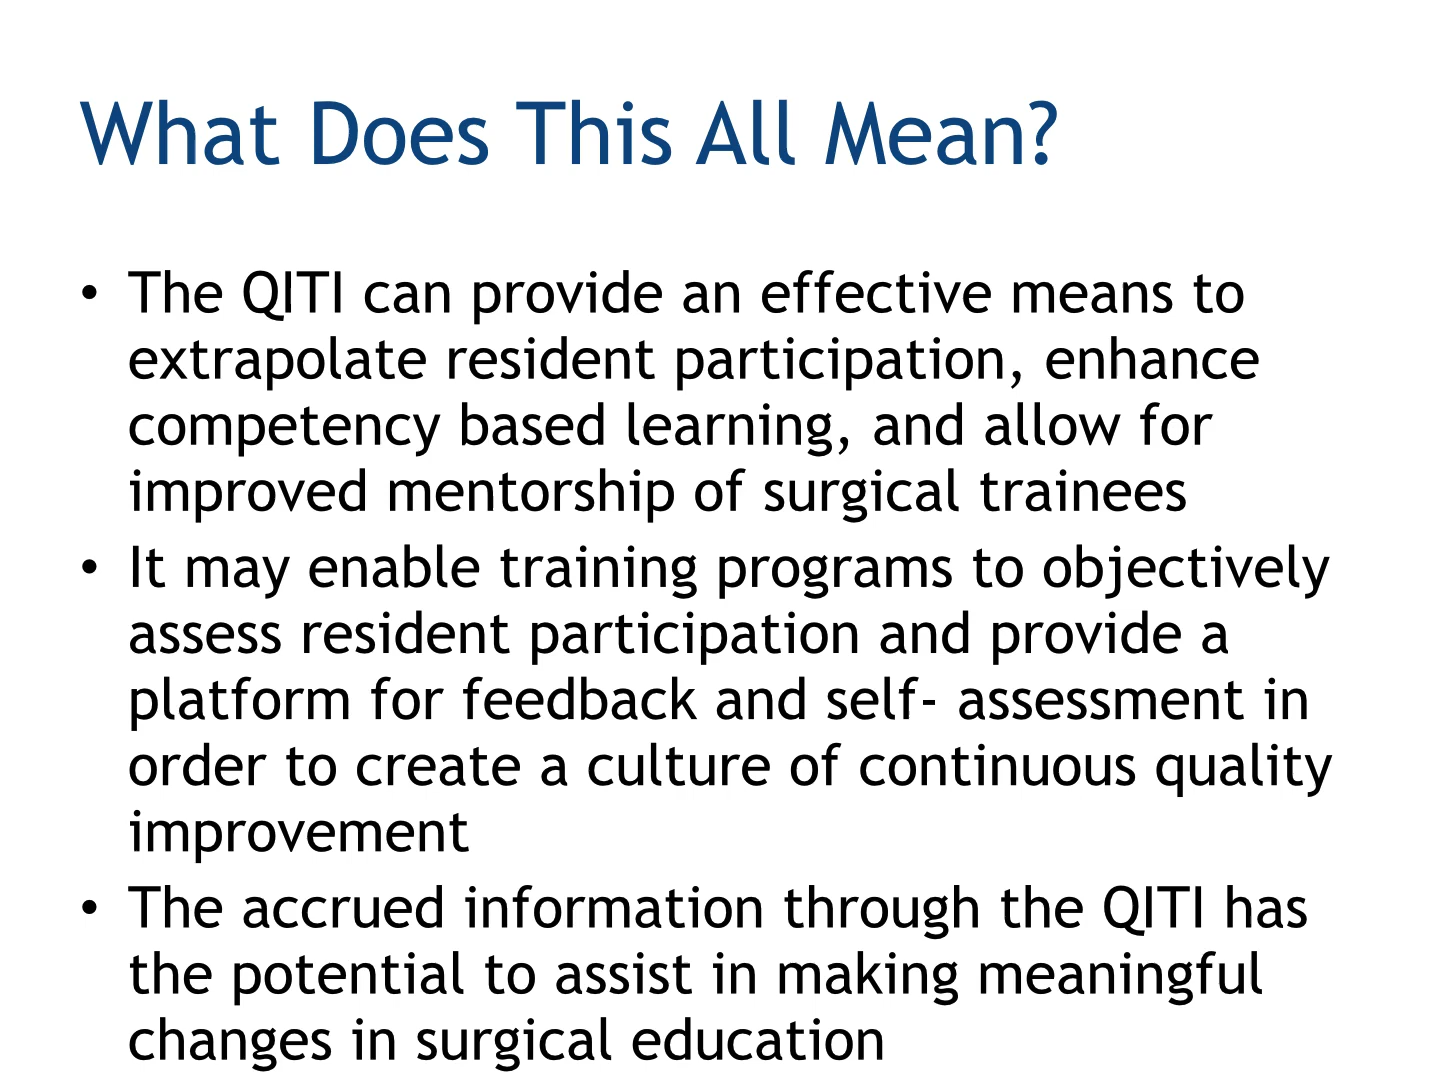 What Does This All Mean?
• The QITI can provide an effective means to
extrapolate resident participation, enhance
competency based learning, and allow for
improved mentorship of surgical trainees
• It may enable training programs to objectively
assess resident participation and provide a
platform for feedback and self- assessment in
order to create a culture of continuous quality
improvement
• The accrued information through the QITI has
the potential to assist in making meaningful
changes in surgical education